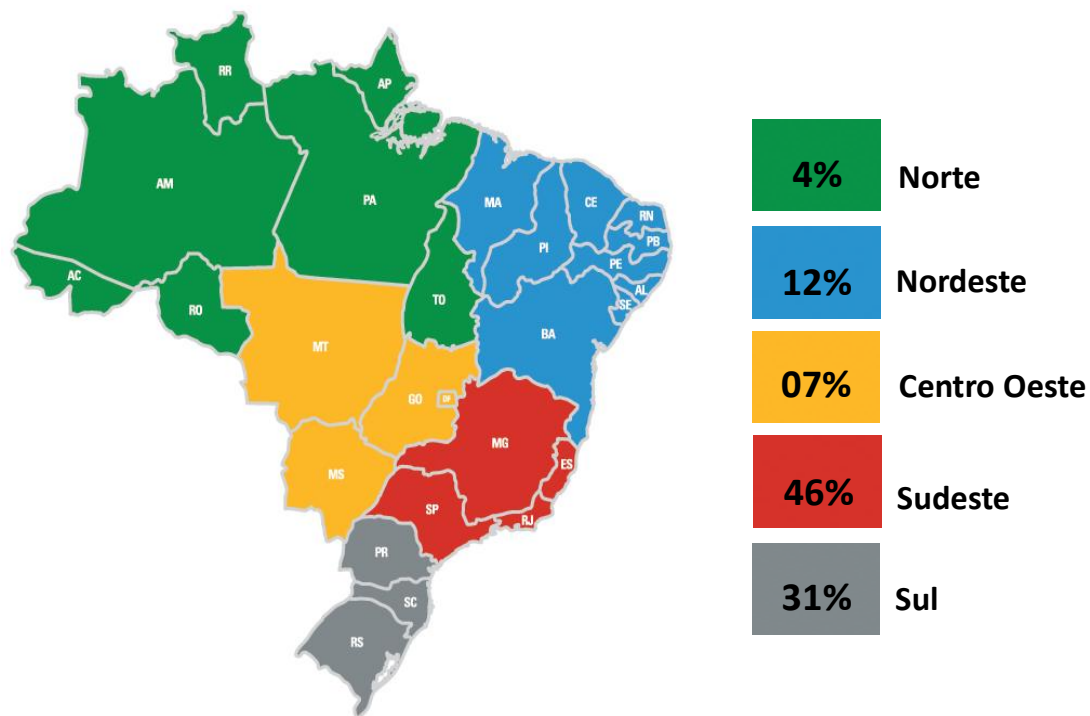 RR
AP
AM
PA
MA
CE
RN
PI
PB
PE
AC
AL
TO
SE
RO
BA
MT
GO
DF
MG
MS
ES
SP
RJ
PR
SC
RS
4% Norte
12% Nordeste
07% Centro Oeste
46% Sudeste
31% Sul